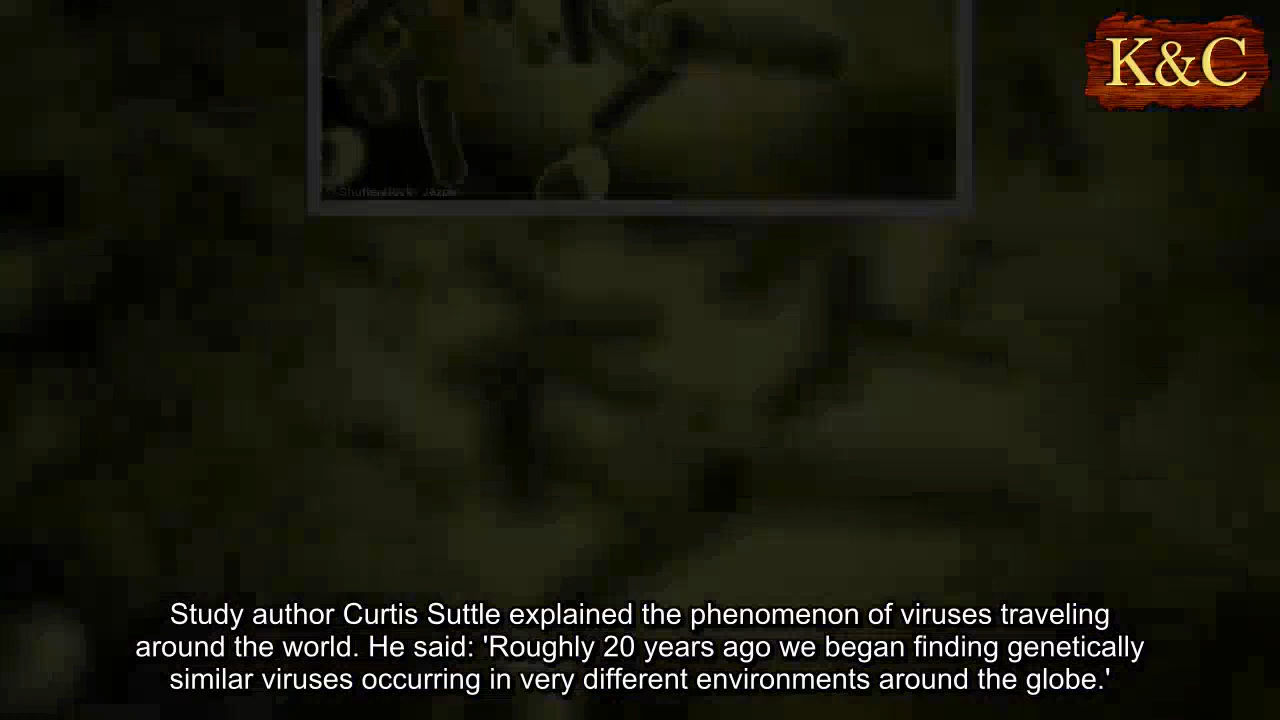 K&C
Study author Curtis Suttle explained the phenomenon of viruses traveling
around the world. He said: 'Roughly 20 years ago we began finding genetically
similar viruses occurring in very different environments around the globe.'